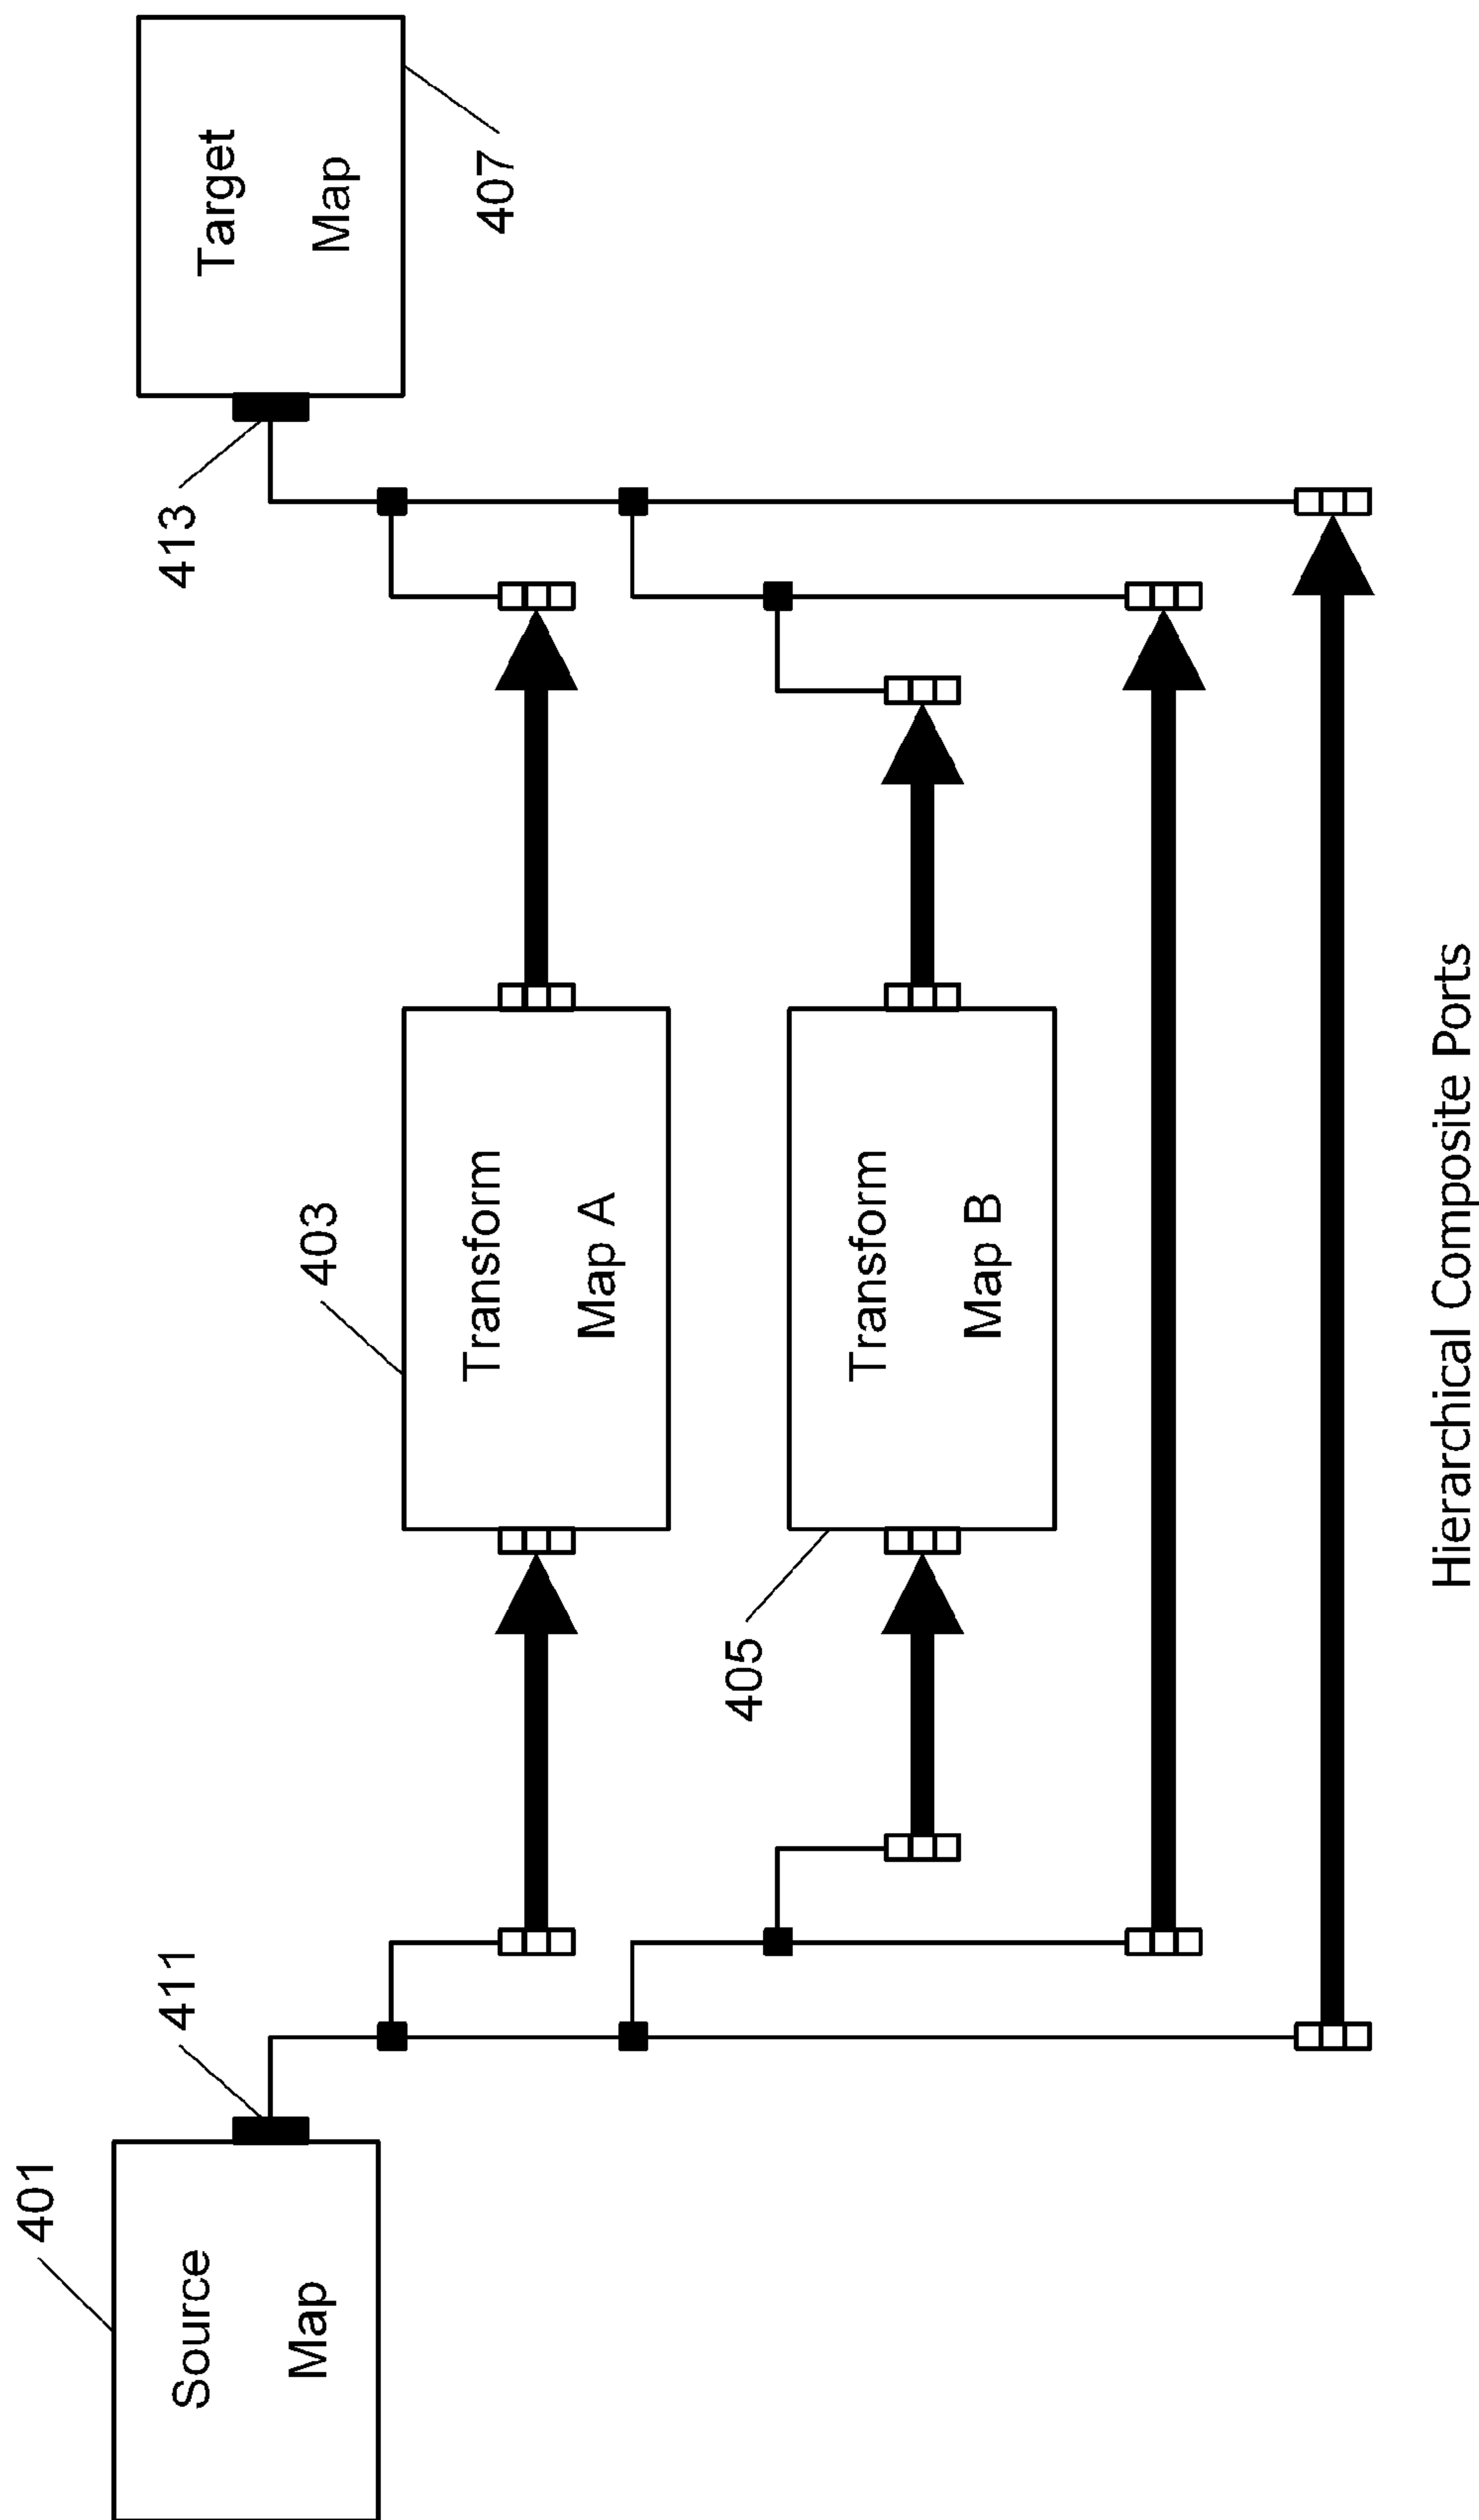 401
Source
Map
411
403
Transform
Map A
405
Transform
Map B
413
Target
Map
407
Hierarchical Composite Ports